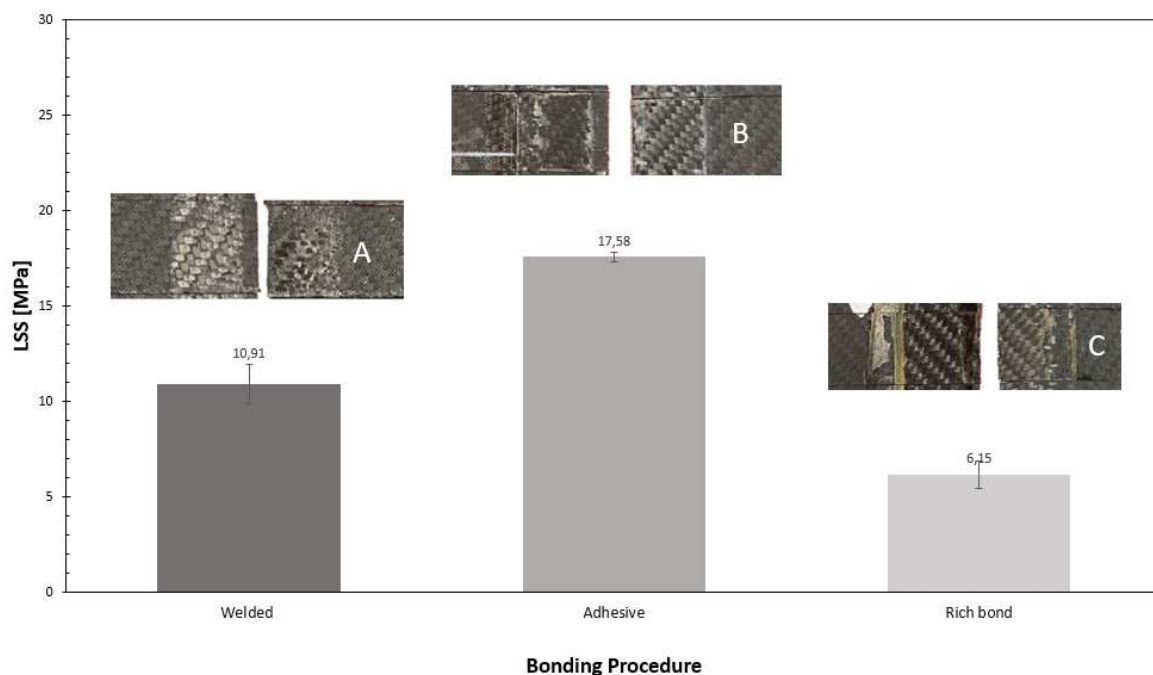 30
25
20
15
10
5
0
LSS [MPa]
A
B
C
10,91
17,58
6,15
Welded
Adhesive
Rich bond
Bonding Procedure